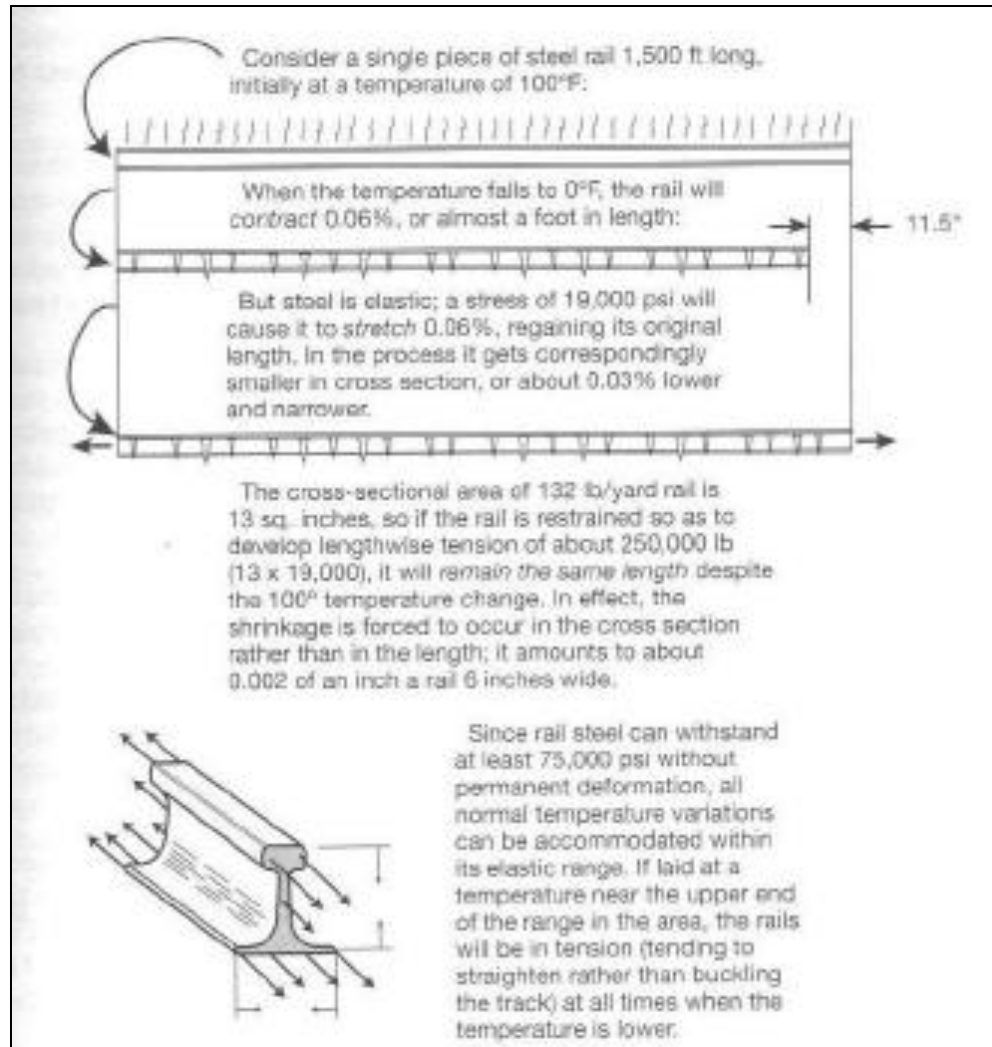 Consider a single piece of steel rail 1,500 ft long,
initially at a temperature of 100°F:
When the temperature falls to 0°F, the rail will
contract 0.06%, or almost a foot in length:
11.5"
But steel is elastic; a stress of 19,000 psi will
cause it to stretch 0.06%, regaining its original
length. In the process it gets correspondingly
smaller in cross section, or about 0.03% lower
and narrower.
The cross-sectional area of 132 lb/yard rail is
13 sq. inches, so if the rail is restrained so as to
develop lengthwise tension of about 250,000 lb
(13 x 19,000), it will remain the same length despite
the 100° temperature change. In effect, the
shrinkage is forced to occur in the cross section
rather than in the length; it amounts to about
0.002 of an inch a rail 6 inches wide.
Since rail steel can withstand
at least 75,000 psi without
permanent deformation, all
normal temperature variations
can be accommodated within
its elastic range. If laid at a
temperature near the upper end
of the range in the area, the rails
will be in tension (tending to
straighten rather than buckling
the track) at all times when the
temperature is lower.